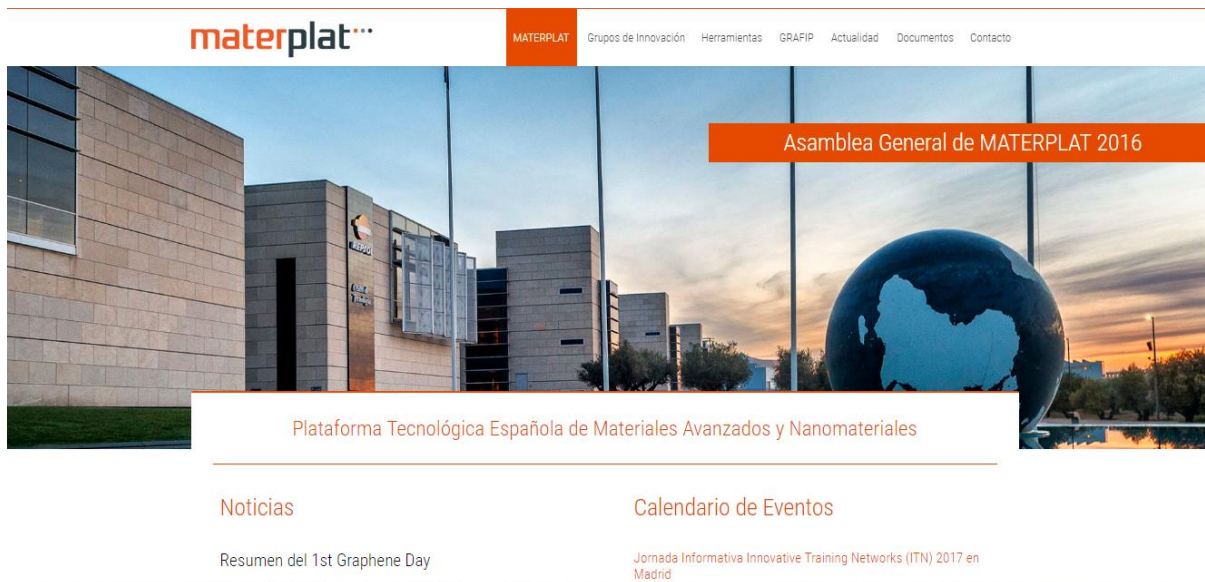 materplat
MATERPLAT
Grupos de Innovación
Herramientas
GRAFIP
Actualidad
Documentos
Contacto
Asamblea General de MATERPLAT 2016
REPSOL
Plataforma Tecnológica Española de Materiales Avanzados y Nanomateriales
Noticias
Resumen del 1st Graphene Day
Calendario de Eventos
Jornada Informativa Innovative Training Networks (ITN) 2017 en
Madrid